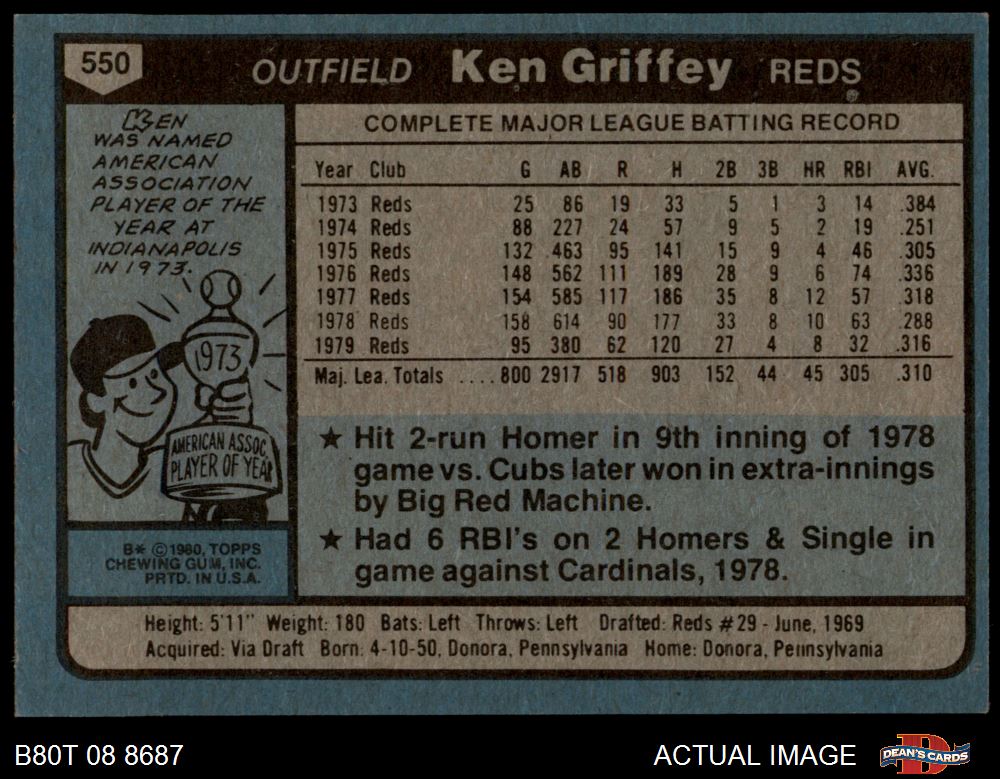 550 OUTFIELD Ken Griffey REDS
KEN
WAS NAMED
AMERICAN
ASSOCIATION
PLAYER OF THE
YEAR AT
INDIANAPOLIS
IN 1973.
1973
AMERICAN ASSOC.
PLAYER OF YEAR
B* © 1980, TOPPS
CHEWING GUM, INC.
PRTD. IN U.S.A.
COMPLETE MAJOR LEAGUE BATTING RECORD
Year Club G AB R H 2B 3B HR RBI AVG.
1973 Reds 25 86 19 33 5 1 3 14 .384
1974 Reds 88 227 24 57 9 5 2 19 .251
1975 Reds 132 463 95 141 15 9 4 46 .305
1976 Reds 148 562 111 189 28 9 6 74 .336
1977 Reds 154 585 117 186 35 8 12 57 .318
1978 Reds 158 614 90 177 33 8 10 63 .288
1979 Reds 95 380 62 120 27 4 8 32 .316
Maj. Lea. Totals ....800 2917 518 903 152 44 45 305 .310
★ Hit 2-run Homer in 9th inning of 1978
game vs. Cubs later won in extra-innings
by Big Red Machine.
★ Had 6 RBI's on 2 Homers & Single in
game against Cardinals, 1978.
Height: 5'11" Weight: 180 Bats: Left Throws: Left Drafted: Reds #29 - June, 1969
Acquired: Via Draft Born: 4-10-50, Donora, Pennsylvania Home: Donora, Pennsylvania
B80T 08 8687 ACTUAL IMAGE DEAN'S CARDS